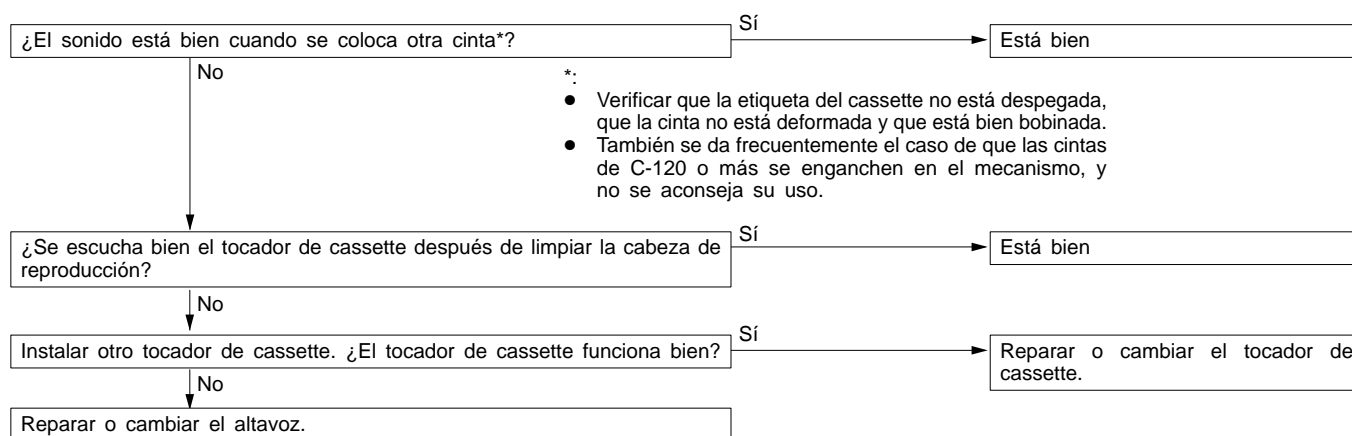 ¿El sonido está bien cuando se coloca otra cinta*?
Sí
Está bien
No
*:
● Verificar que la etiqueta del cassette no está despegada,
que la cinta no está deformada y que está bien bobinada.
● También se da frecuentemente el caso de que las cintas
de C-120 o más se enganchen en el mecanismo, y
no se aconseja su uso.
¿Se escucha bien el tocador de cassette después de limpiar la cabeza de
reproducción?
Sí
Está bien
No
Instalar otro tocador de cassette. ¿El tocador de cassette funciona bien?
Sí
Reparar o cambiar el tocador de
cassette.
No
Reparar o cambiar el altavoz.